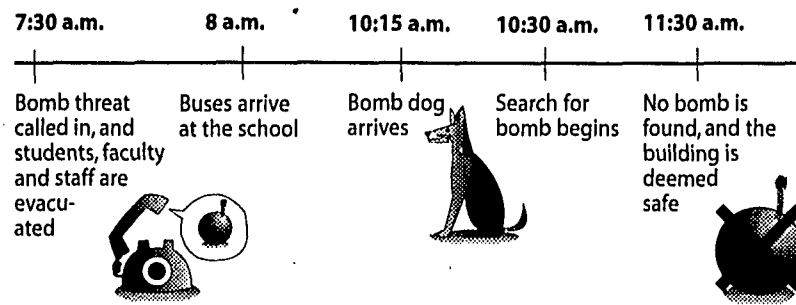 7:30 a.m.
8 a.m.
10:15 a.m.
10:30 a.m.
11:30 a.m.
Bomb threat
called in, and
students, faculty
and staff are
evacu-
ated
Buses arrive
at the school
Bomb dog
arrives
Search for
bomb begins
No bomb is
found, and the
building is
deemed
safe